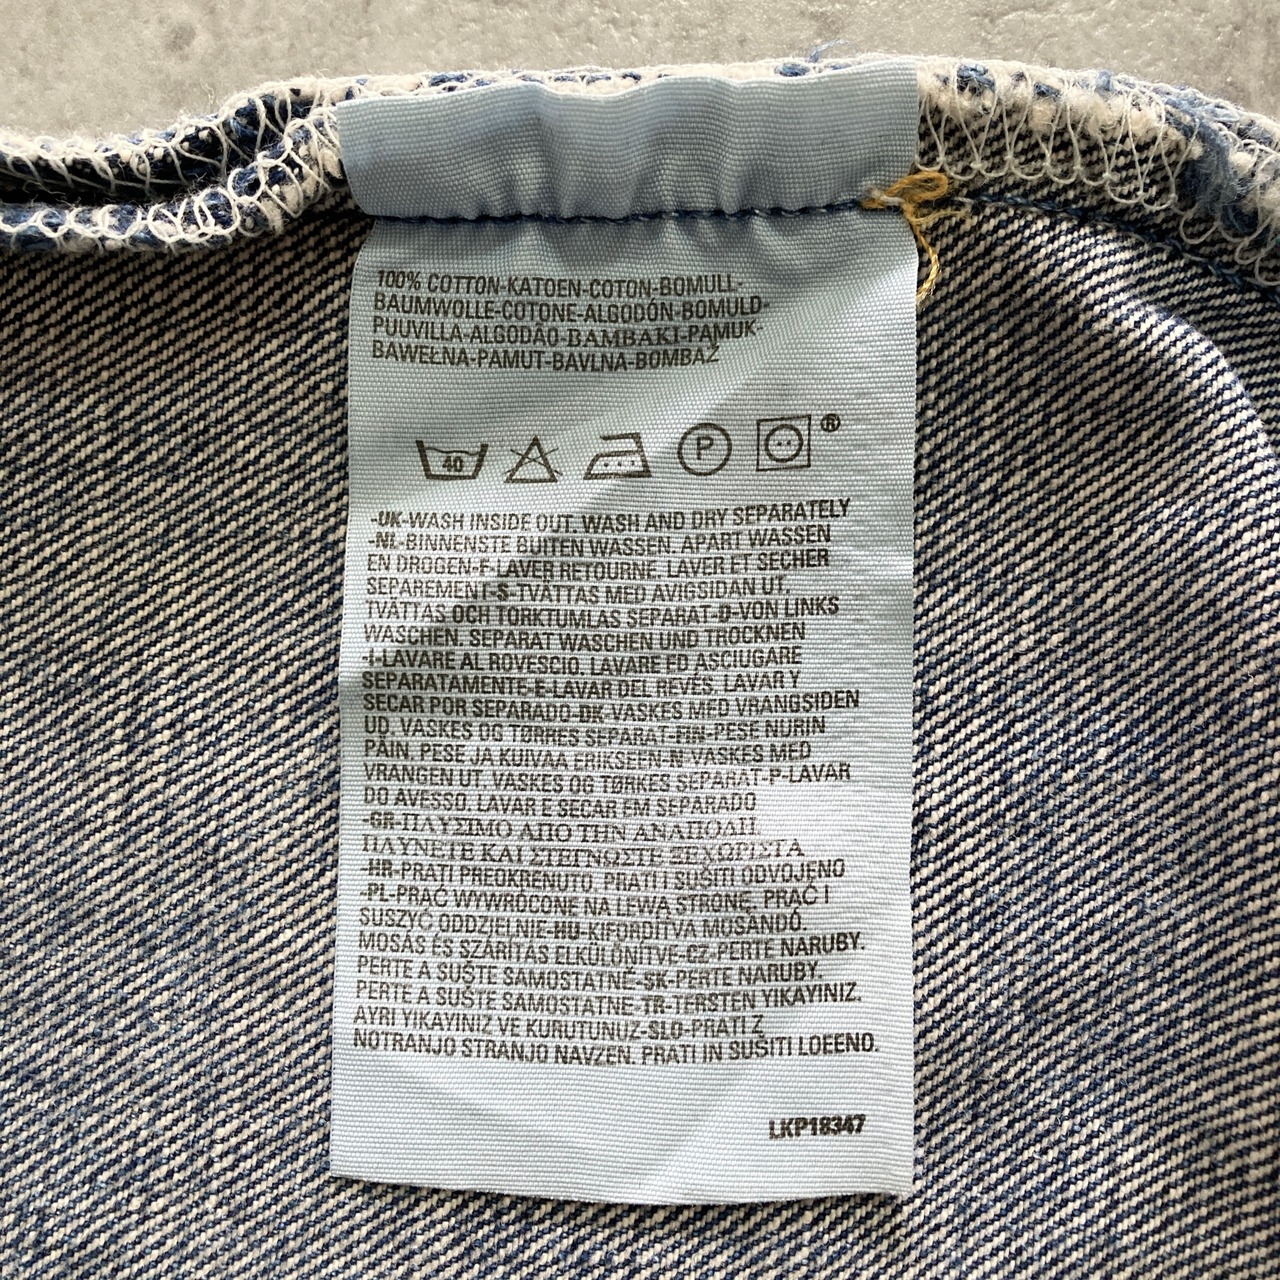 100% COTTON-KATOEN-COTON-BOMULL-
BAUMWOLLE-COTONE-ALGODÓN-BOMULD-
PUUVILLA-ALGODÃO-BAMBAKI-PAMUK-
BAWEŁNA-PAMUT-BAVLNA-BOMBAŽ
40 P ®
-UK-WASH INSIDE OUT. WASH AND DRY SEPARATELY
-NL-BINNENSTE BUITEN WASSEN. APART WASSEN
EN DROGEN-F-LAVER RETOURNE. LAVER ET SECHER
SEPAREMENT-S-TVÄTTAS MED AVIGSIDAN UT.
TVÄTTAS OCH TORKTUMLAS SEPARAT-D-VON LINKS
WASCHEN. SEPARAT WASCHEN UND TROCKNEN
-I-LAVARE AL ROVESCIO. LAVARE ED ASCIUGARE
SEPARATAMENTE-E-LAVAR DEL REVÉS. LAVAR Y
SECAR POR SEPARADO-DK-VASKES MED VRANGSIDEN
UD. VASKES OG TØRRES SEPARAT-FIN-PESE NURIN
PÄIN. PESE JA KUIVAA ERIKSEEN-N-VASKES MED
VRANGEN UT. VASKES OG TØRKES SEPARAT-P-LAVAR
DO AVESSO. LAVAR E SECAR EM SEPARADO
-GR-ΠΛΥΣΙΜΟ ΑΠΟ ΤΗΝ ΑΝΑΠΟΔΗ.
ΠΛΥΝΕΤΕ ΚΑΙ ΣΤΕΓΝΩΣΤΕ ΞΕΧΩΡΙΣΤΑ
-HR-PRATI PREOKRENUTO. PRATI I SUŠITI ODVOJENO
-PL-PRAĆ WYWRÓCONE NA LEWĄ STRONĘ. PRAĆ I
SUSZYĆ ODDZJELNIE-HU-KIFORDÍTVA MOSANDÓ.
MOSÁS ÉS SZÁRÍTÁS ELKÜLÖNÍTVE-CZ-PERTE NARUBY.
PERTE A SUŠTE SAMOSTATNĚ-SK-PERTE NARUBY.
PERTE A SUŠTE SAMOSTATNE-TR-TERSTEN YIKAYINIZ.
AYRI YIKAYINIZ VE KURUTUNUZ-SLO-PRATI Z
NOTRANJO STRANJO NAVZEN. PRATI IN SUŠITI LOEENO.
LKP18347